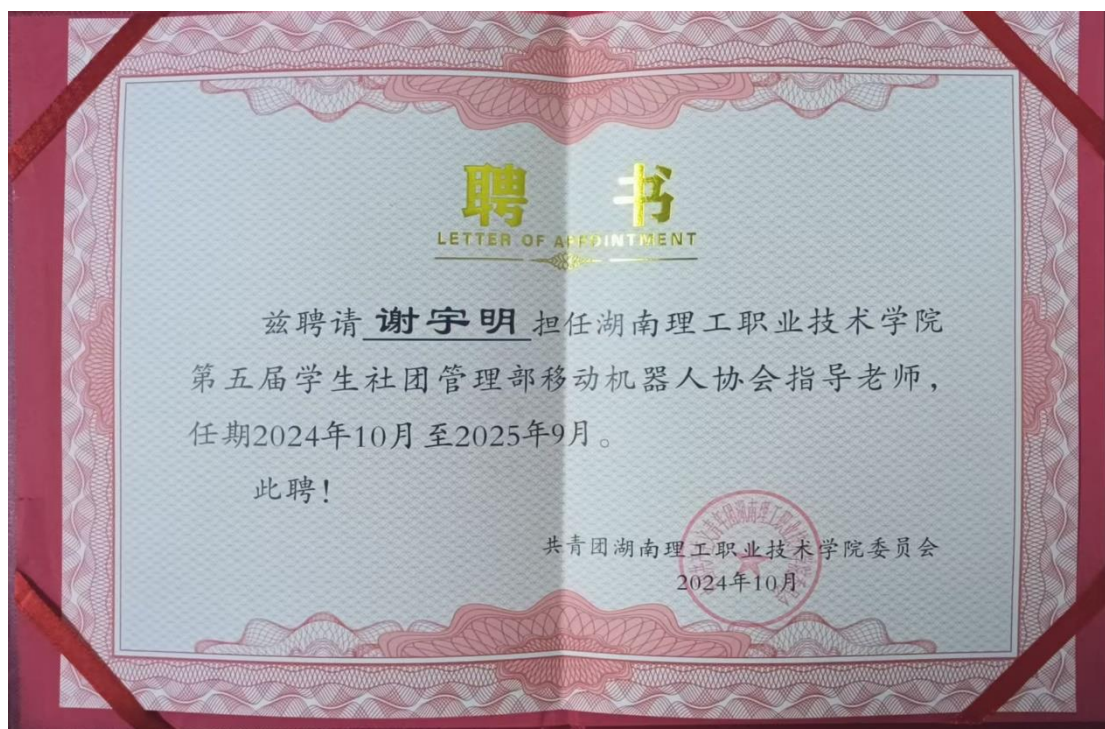 聘 书
LETTER OF APPOINTMENT
兹聘请 谢宇明 担任湖南理工职业技术学院
第五届学生社团管理部移动机器人协会指导老师，
任期2024年10月至2025年9月。
此聘！
共青团湖南理工职业技术学院委员会
2024年10月